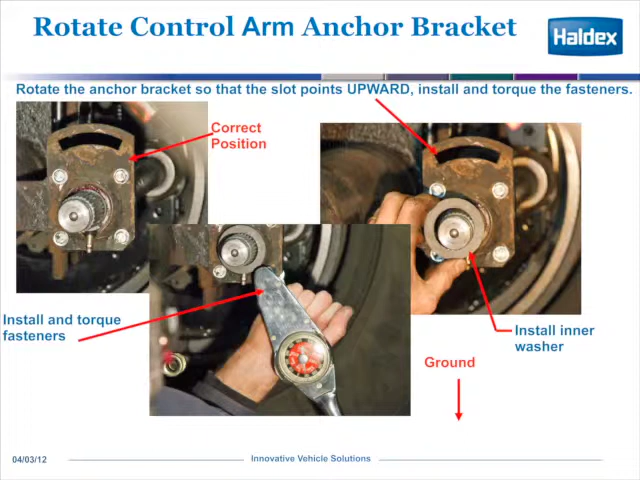 Rotate Control Arm Anchor Bracket
Haldex
Rotate the anchor bracket so that the slot points UPWARD, install and torque the fasteners.
Correct
Position
Install and torque
fasteners
Install inner
washer
Ground
04/03/12
Innovative Vehicle Solutions